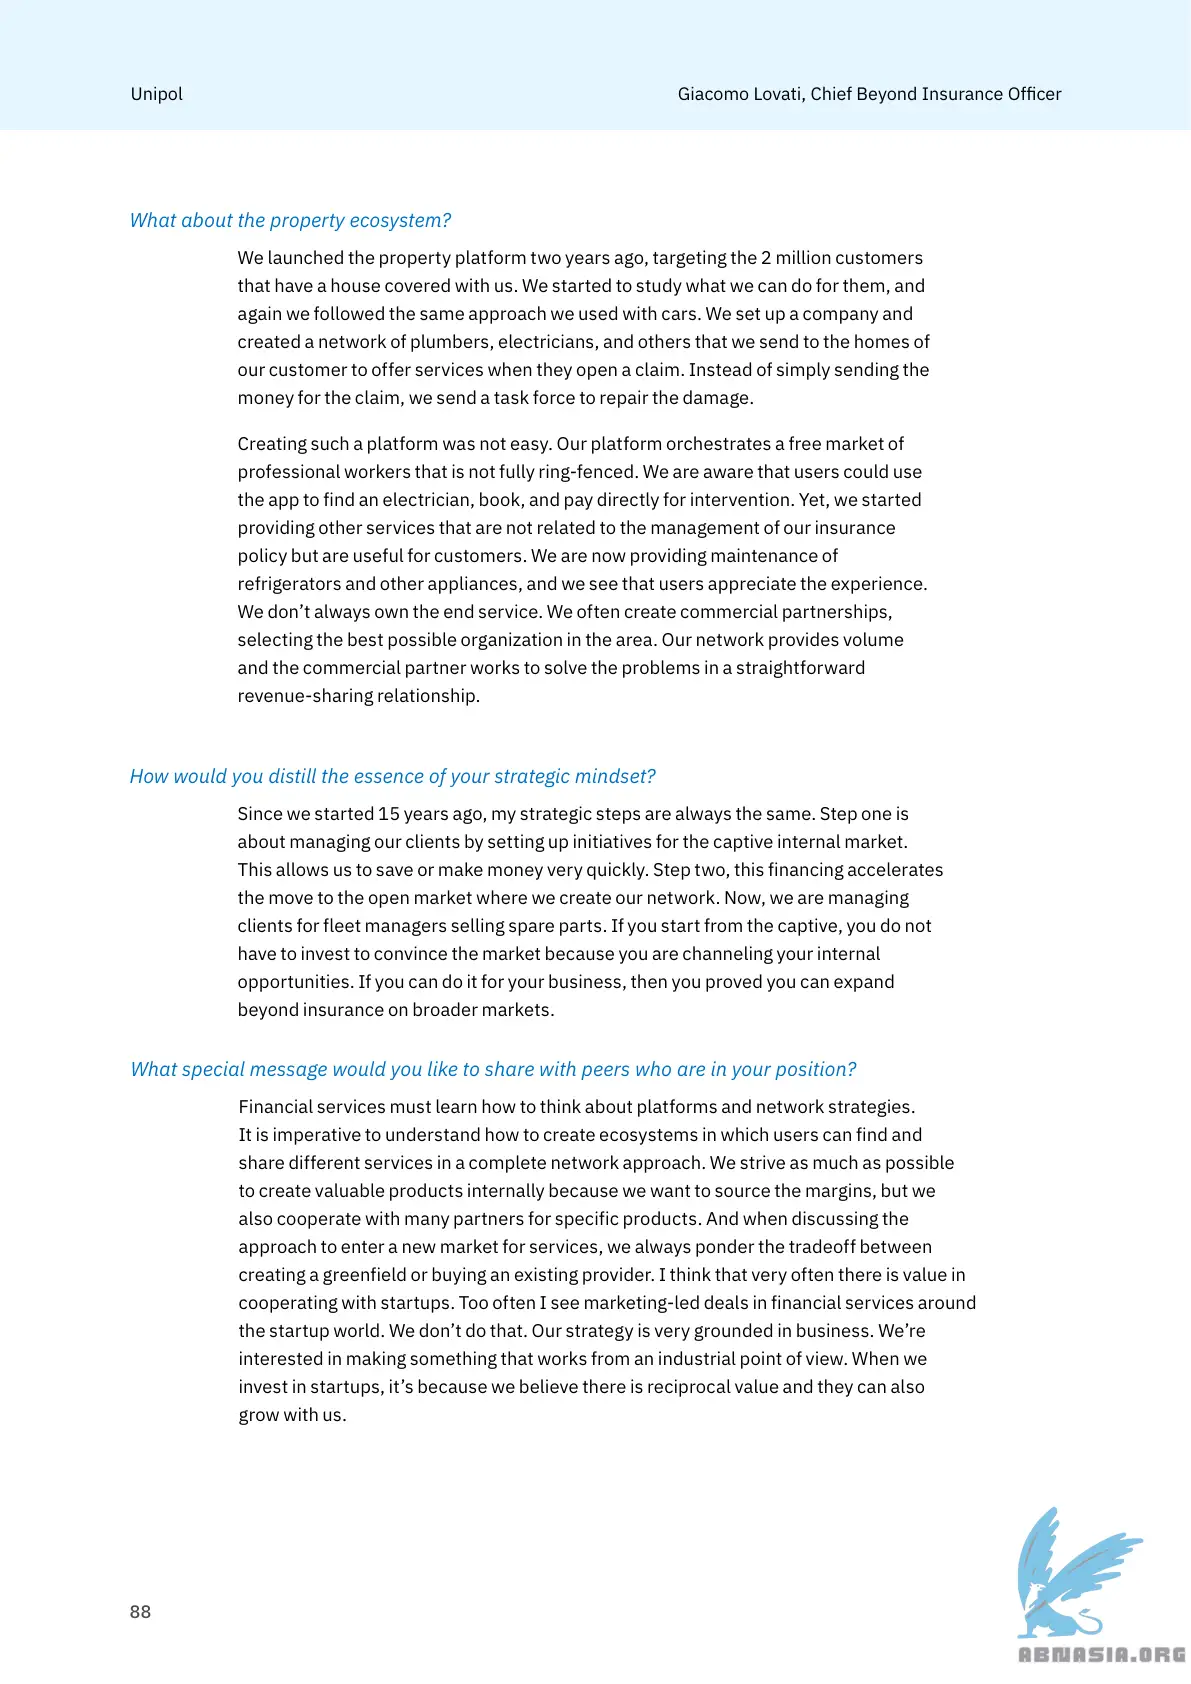 Unipol
Giacomo Lovati, Chief Beyond Insurance Officer
What about the property ecosystem?
We launched the property platform two years ago, targeting the 2 million customers
that have a house covered with us. We started to study what we can do for them, and
again we followed the same approach we used with cars. We set up a company and
created a network of plumbers, electricians, and others that we send to the homes of
our customer to offer services when they open a claim. Instead of simply sending the
money for the claim, we send a task force to repair the damage.
Creating such a platform was not easy. Our platform orchestrates a free market of
professional workers that is not fully ring-fenced. We are aware that users could use
the app to find an electrician, book, and pay directly for intervention. Yet, we started
providing other services that are not related to the management of our insurance
policy but are useful for customers. We are now providing maintenance of
refrigerators and other appliances, and we see that users appreciate the experience.
We don’t always own the end service. We often create commercial partnerships,
selecting the best possible organization in the area. Our network provides volume
and the commercial partner works to solve the problems in a straightforward
revenue-sharing relationship.
How would you distill the essence of your strategic mindset?
Since we started 15 years ago, my strategic steps are always the same. Step one is
about managing our clients by setting up initiatives for the captive internal market.
This allows us to save or make money very quickly. Step two, this financing accelerates
the move to the open market where we create our network. Now, we are managing
clients for fleet managers selling spare parts. If you start from the captive, you do not
have to invest to convince the market because you are channeling your internal
opportunities. If you can do it for your business, then you proved you can expand
beyond insurance on broader markets.
What special message would you like to share with peers who are in your position?
Financial services must learn how to think about platforms and network strategies.
It is imperative to understand how to create ecosystems in which users can find and
share different services in a complete network approach. We strive as much as possible
to create valuable products internally because we want to source the margins, but we
also cooperate with many partners for specific products. And when discussing the
approach to enter a new market for services, we always ponder the tradeoff between
creating a greenfield or buying an existing provider. I think that very often there is value in
cooperating with startups. Too often I see marketing-led deals in financial services around
the startup world. We don’t do that. Our strategy is very grounded in business. We’re
interested in making something that works from an industrial point of view. When we
invest in startups, it’s because we believe there is reciprocal value and they can also
grow with us.
88
ABNASIA.ORG